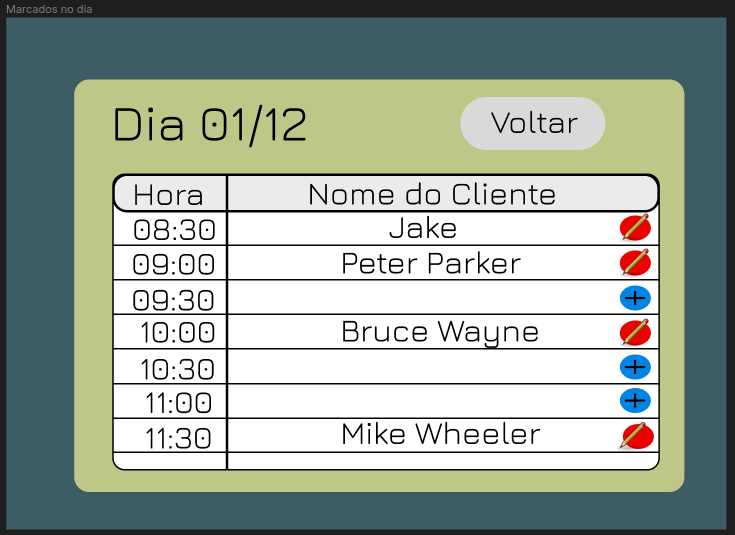 Marcados no dia
Dia 01/12
Voltar
Hora Nome do Cliente
08:30 Jake
09:00 Peter Parker
09:30
10:00 Bruce Wayne
10:30
11:00
11:30 Mike Wheeler